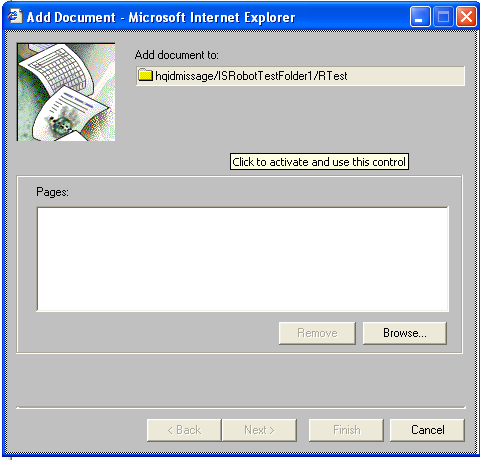 Add Document - Microsoft Internet Explorer
Add document to:
hqidmissage/ISRobotTestFolder1/RTest
Click to activate and use this control
Pages:
Remove
Browse...
< Back
Next >
Finish
Cancel